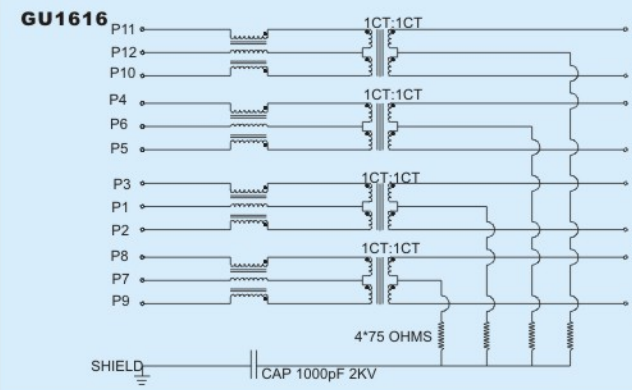 GU1616
P11
1CT:1CT
P12
P10
P4
1CT:1CT
P6
P5
P3
1CT:1CT
P1
P2
P8
1CT:1CT
P7
P9
4*75 OHMS
SHIELD
CAP 1000pF 2KV